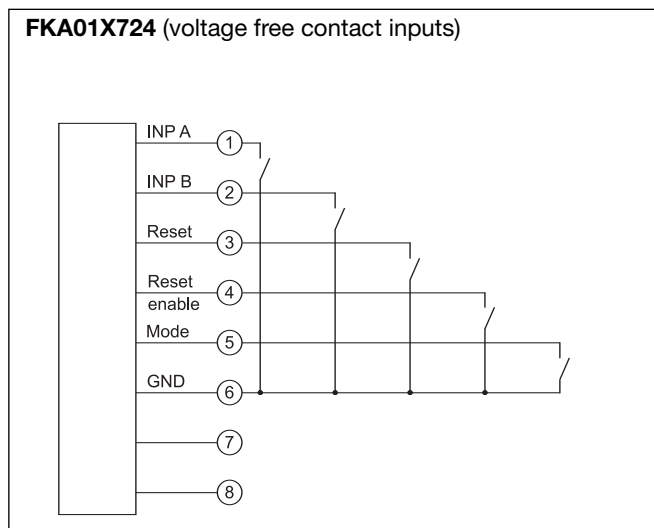 FKA01X724 (voltage free contact inputs)
INP A 1
INP B 2
Reset 3
Reset 4
enable
Mode 5
GND 6
7
8